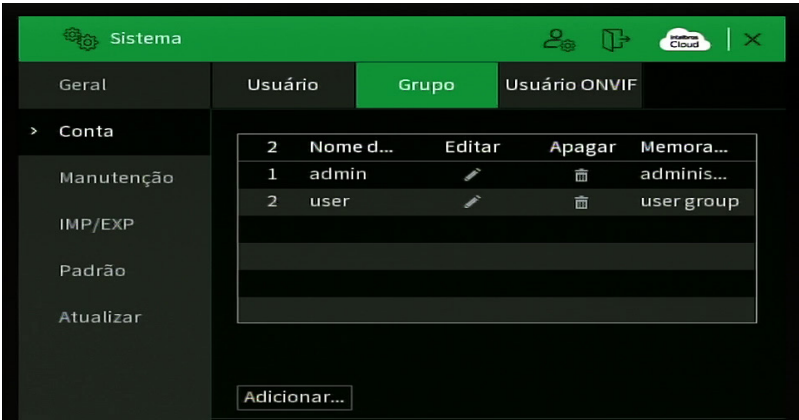 Sistema
intelbras
Cloud
Geral
Usuário
Grupo
Usuário ONVIF
> Conta
2 Nome d... Editar Apagar Memora...
Manutenção
1 admin adminis...
2 user user group
IMP/EXP
Padrão
Atualizar
Adicionar...